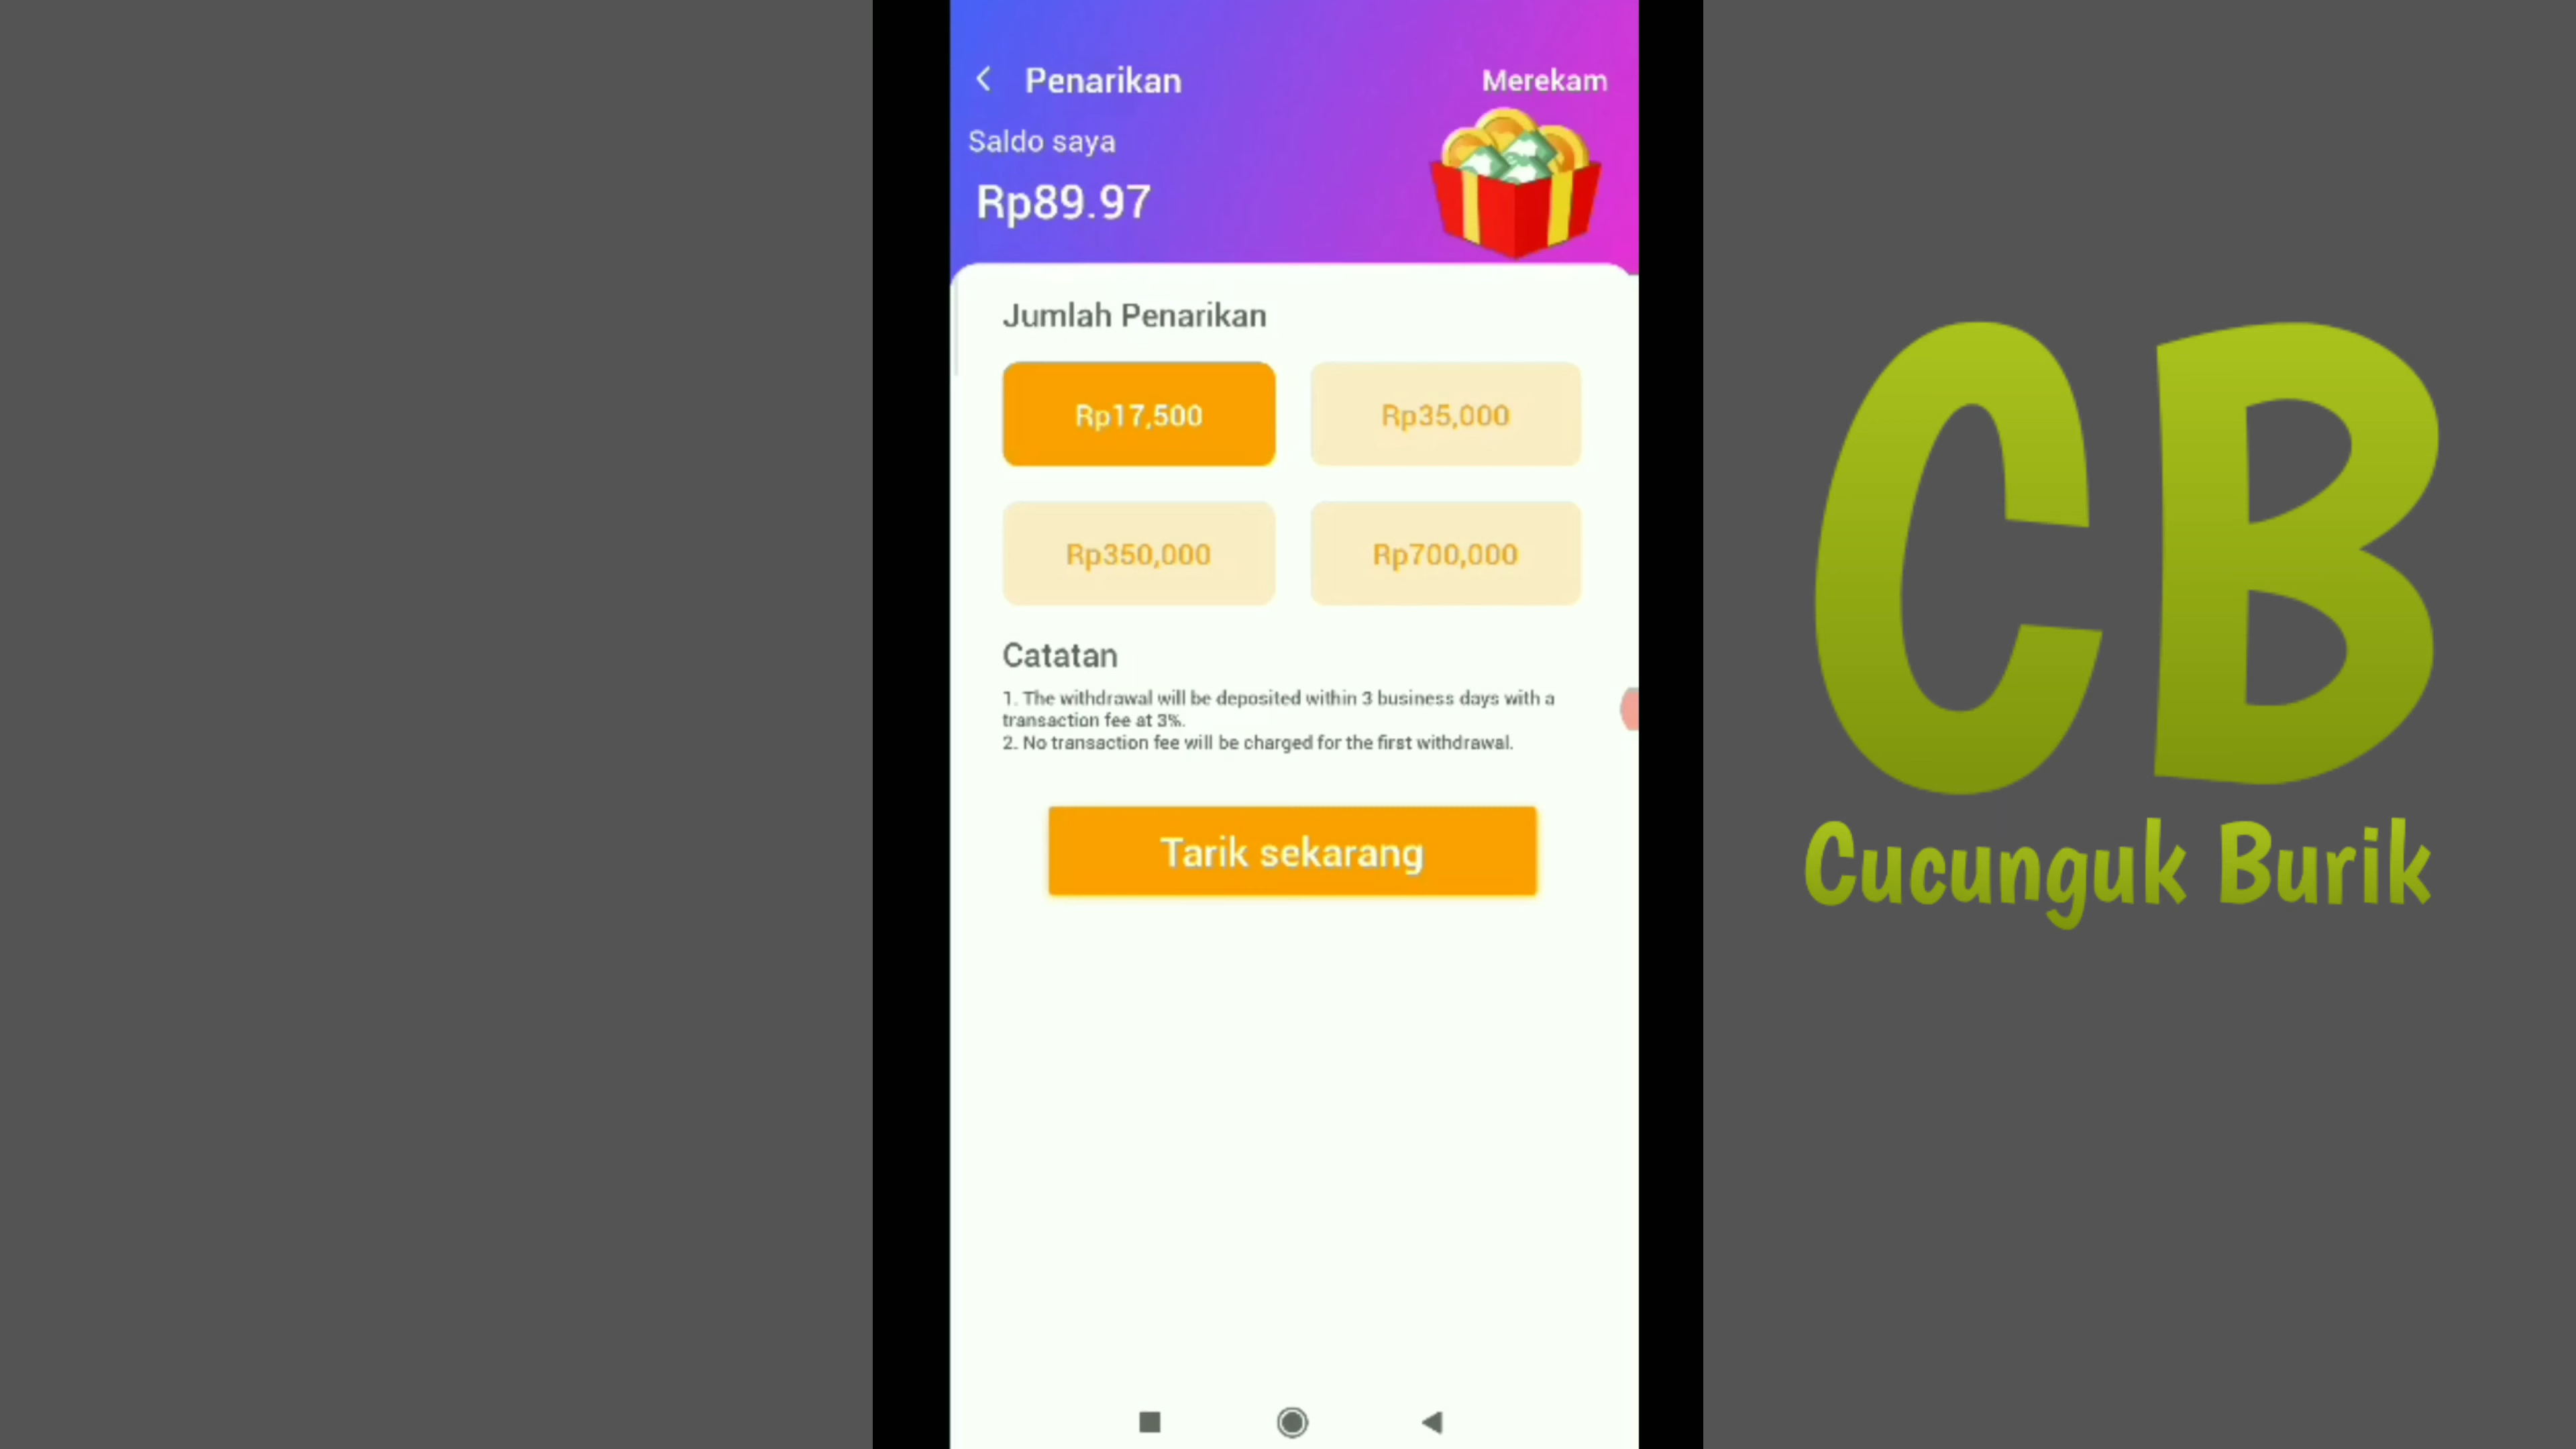 Penarikan
Merekam
Saldo saya
Rp89.97
Jumlah Penarikan
Rp17,500
Rp35,000
Rp350,000
Rp700,000
Catatan
1. The withdrawal will be deposited within 3 business days with a
transaction fee at 3%.
2. No transaction fee will be charged for the first withdrawal.
Tarik sekarang
CB
Cucunguk Burik